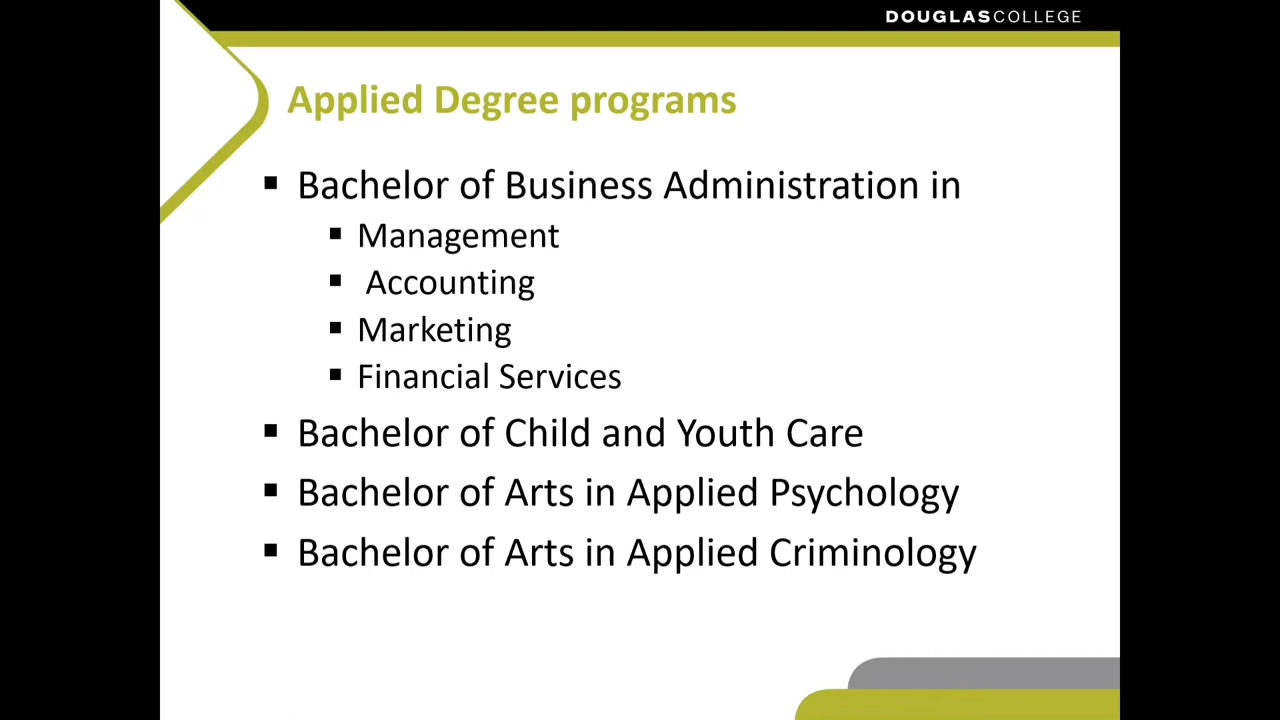 DOUGLASCOLLEGE
Applied Degree programs
▪ Bachelor of Business Administration in
▪ Management
▪ Accounting
▪ Marketing
▪ Financial Services
▪ Bachelor of Child and Youth Care
▪ Bachelor of Arts in Applied Psychology
▪ Bachelor of Arts in Applied Criminology